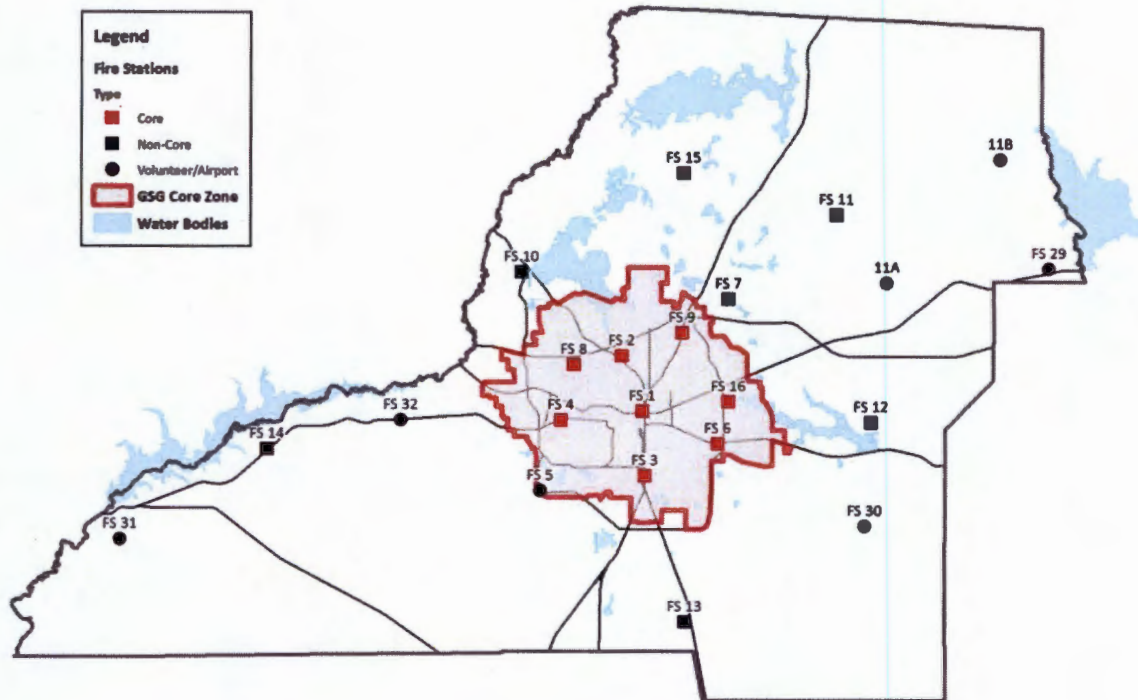 Legend
Fire Stations
Type
Core
Non-Core
Volunteer/Airport
GSG Core Zone
Water Bodies
FS 15
11B
FS 11
FS 29
FS 10
11A
FS 7
FS 9
FS 2
FS 8
FS 16
FS 1
FS 4
FS 32
FS 12
FS 14
FS 6
FS 3
FS 5
FS 30
FS 31
FS 13